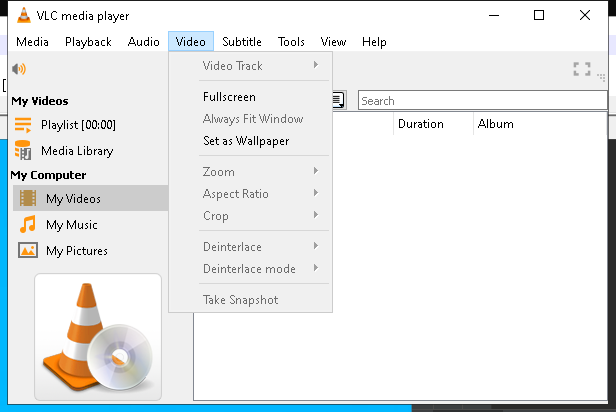 VLC media player
Media Playback Audio Video Subtitle Tools View Help
Video Track
Fullscreen
Always Fit Window
Set as Wallpaper
Zoom
Aspect Ratio
Crop
Deinterlace
Deinterlace mode
Take Snapshot
My Videos
Playlist [00:00]
Media Library
My Computer
My Videos
My Music
My Pictures
Search
Duration Album